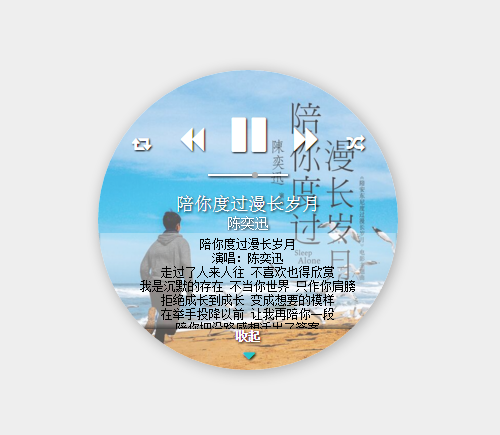 陪你度过
漫长岁月
陳奕迅
Sleep
Alone
陪你度过漫长岁月
陈奕迅
陪你度过漫长岁月
演唱：陈奕迅
走过了人来人往 不喜欢也得欣赏
我是沉默的存在 不当你世界 只作你肩膀
拒绝成长到成长 变成想要的模样
在举手投降以前 让我再陪你一段
收起